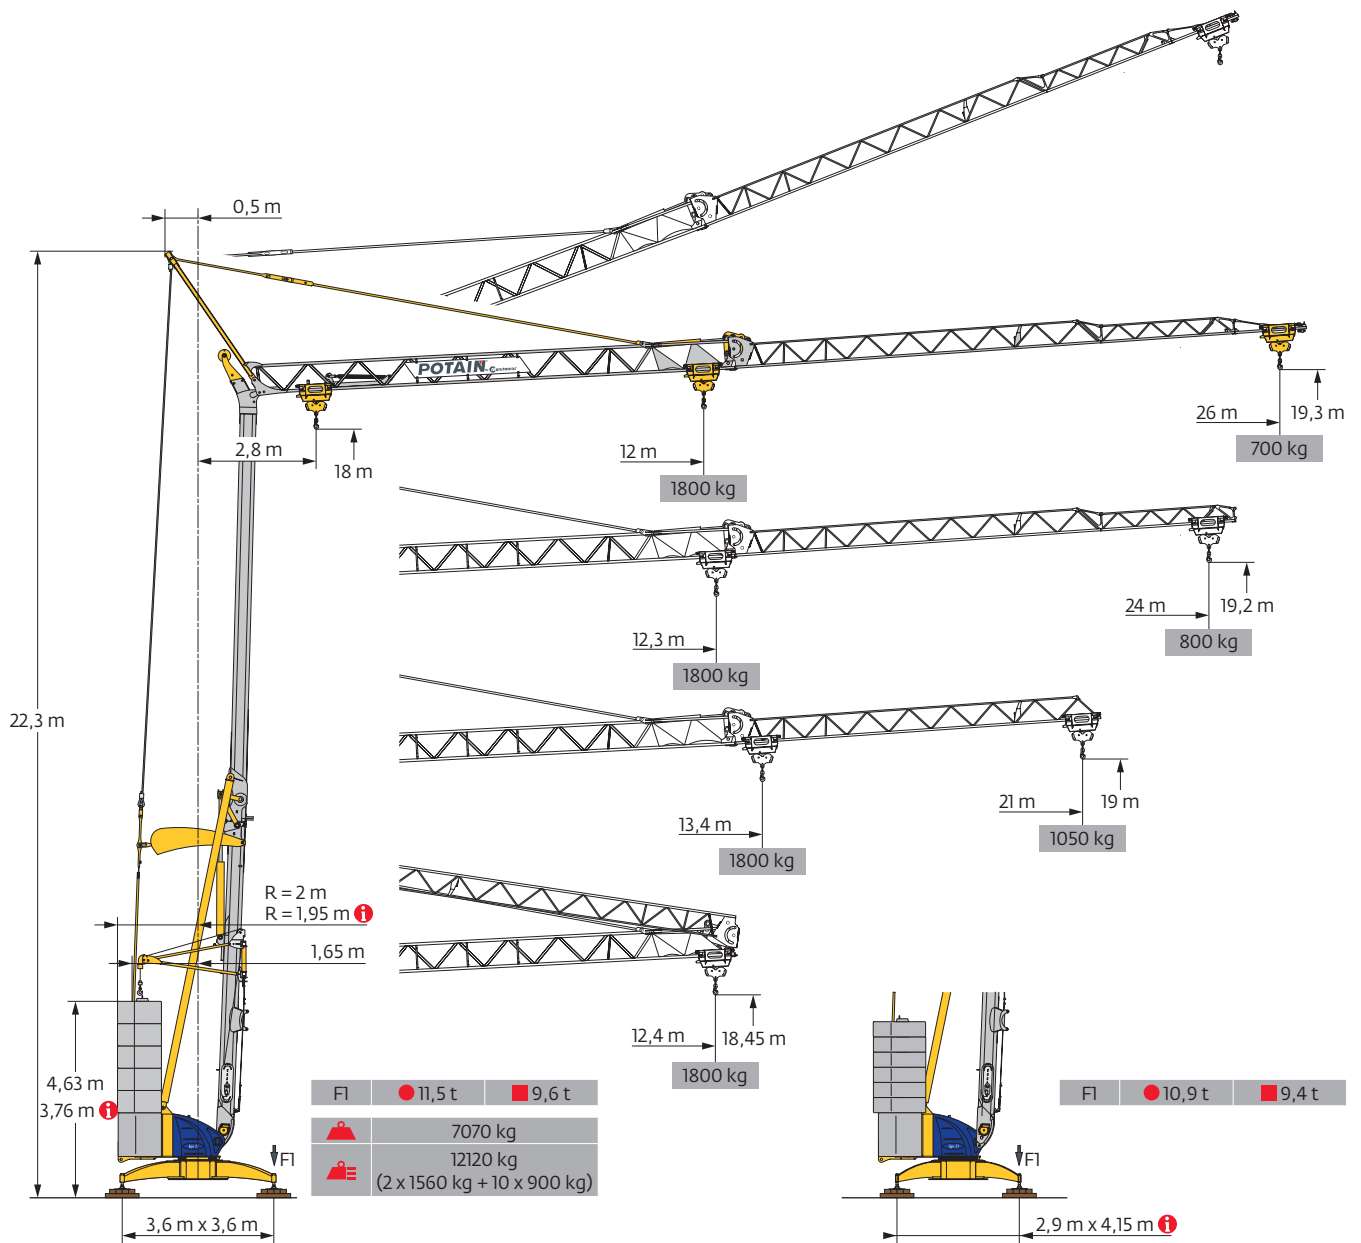 0,5 m
POTAIN
Manitowoc
26 m
19,3 m
700 kg
2,8 m
18 m
12 m
1800 kg
24 m
19,2 m
800 kg
12,3 m
1800 kg
22,3 m
21 m
19 m
1050 kg
13,4 m
1800 kg
R = 2 m
R = 1,95 m i
1,65 m
12,4 m
18,45 m
1800 kg
4,63 m
3,76 m i
F1 11,5 t 9,6 t
7070 kg
12120 kg
(2 x 1560 kg + 10 x 900 kg)
F1
3,6 m x 3,6 m
F1 10,9 t 9,4 t
F1
2,9 m x 4,15 m i